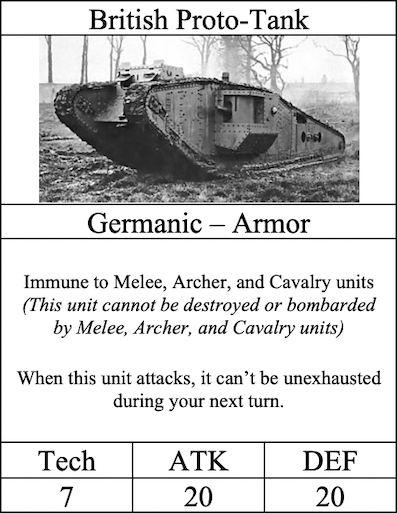 British Proto-Tank
Germanic – Armor
Immune to Melee, Archer, and Cavalry units
(This unit cannot be destroyed or bombarded
by Melee, Archer, and Cavalry units)
When this unit attacks, it can’t be unexhausted
during your next turn.
Tech ATK DEF
7 20 20